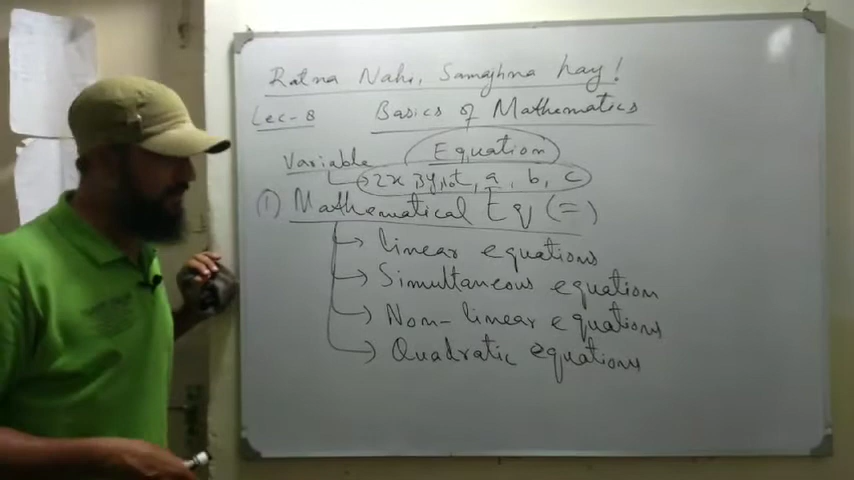 Ratna Nahi, Samajhna hay!
Lec-8 Basics of Mathematics
Variable Equation
2x, 3y, a, b, c
① Mathematical Eq (=)
linear equations
Simultaneous equation
Non-linear equations
Quadratic equations